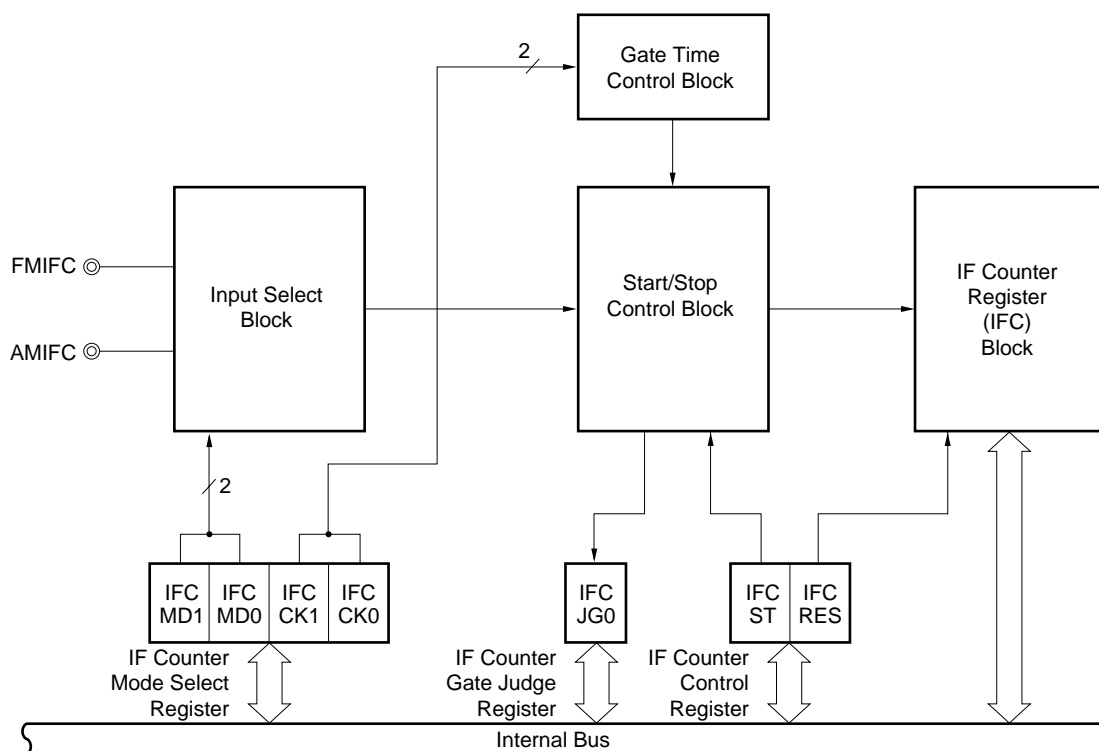 2
Gate Time
Control Block
FMIFC
AMIFC
Input Select
Block
Start/Stop
Control Block
IF Counter
Register
(IFC)
Block
2
IFC
MD1
IFC
MD0
IFC
CK1
IFC
CK0
IFC
JG0
IFC
ST
IFC
RES
IF Counter
Mode Select
Register
IF Counter
Gate Judge
Register
IF Counter
Control
Register
Internal Bus